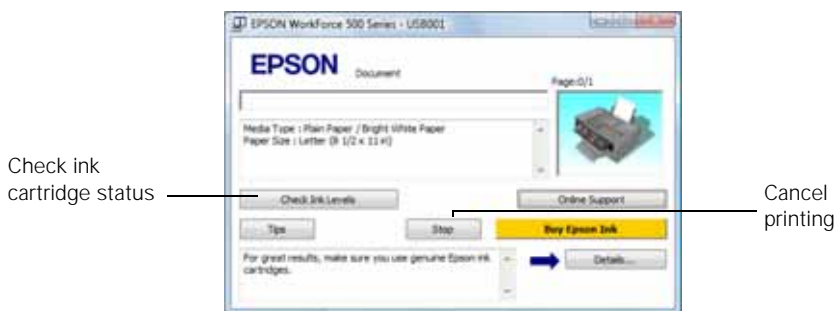 EPSON WorkForce 500 Series - USB001
EPSON
Document
Page:0/1
Media Type : Plain Paper / Bright White Paper
Paper Size : Letter (8 1/2 x 11 in)
Check ink
cartridge status
Check Ink Levels
Online Support
Cancel
printing
Tips
Stop
Buy Epson Ink
For great results, make sure you use genuine Epson ink
cartridges.
Details...